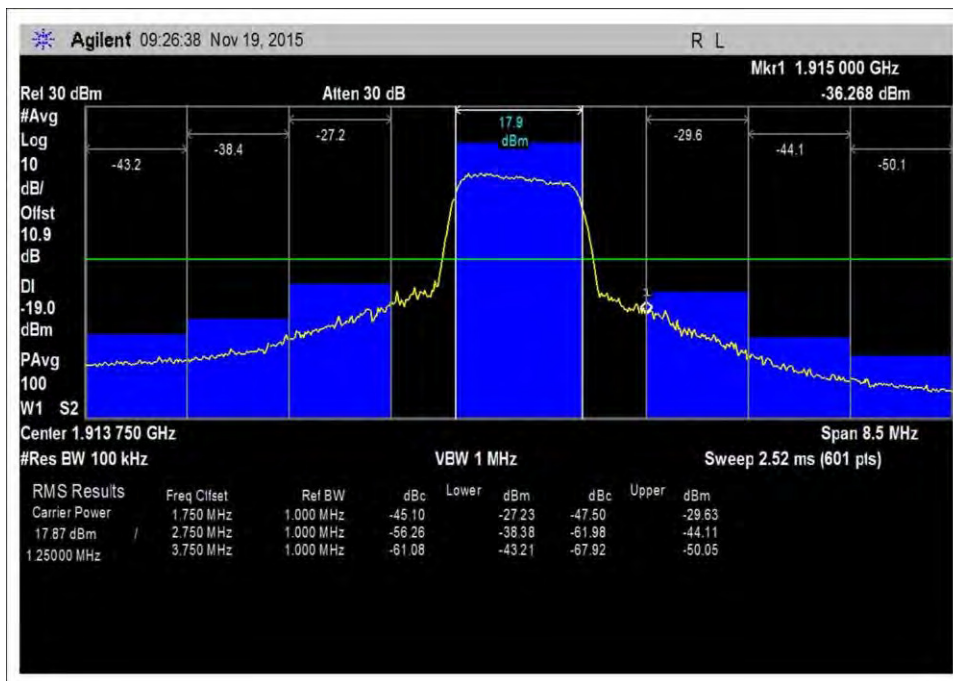 Agilent 09:26:38 Nov 19, 2015 R L
Mkr1 1.915 000 GHz
Rel 30 dBm Atten 30 dB -36.268 dBm
#Avg
Log
10
dB/
Offst
10.9
dB
DI
-19.0
dBm
PAvg
100
W1 S2
-43.2 -38.4 -27.2 17.9 dBm -29.6 -44.1 -50.1
1
Center 1.913 750 GHz Span 8.5 MHz
#Res BW 100 kHz VBW 1 MHz Sweep 2.52 ms (601 pts)
RMS Results Freq Offset Ref BW dBc Lower dBm dBc Upper dBm
Carrier Power 1.750 MHz 1.000 MHz -45.10 -27.23 -47.50 -29.63
17.87 dBm / 2.750 MHz 1.000 MHz -56.26 -38.38 -61.98 -44.11
1.25000 MHz 3.750 MHz 1.000 MHz -61.08 -43.21 -67.92 -50.05